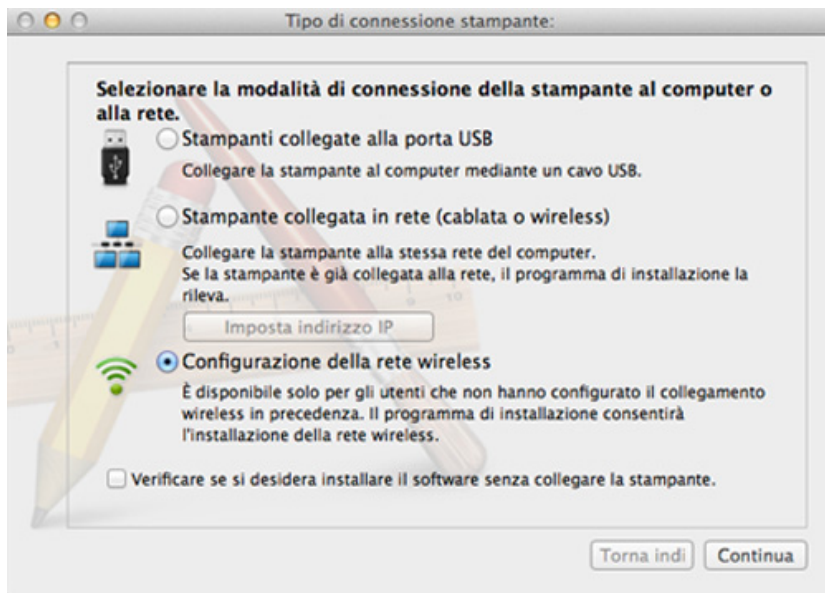 Tipo di connessione stampante:
Selezionare la modalità di connessione della stampante al computer o
alla rete.
Stampanti collegate alla porta USB
Collegare la stampante al computer mediante un cavo USB.
Stampante collegata in rete (cablata o wireless)
Collegare la stampante alla stessa rete del computer.
Se la stampante è già collegata alla rete, il programma di installazione la
rileva.
Imposta indirizzo IP
Configurazione della rete wireless
È disponibile solo per gli utenti che non hanno configurato il collegamento
wireless in precedenza. Il programma di installazione consentirà
l'installazione della rete wireless.
Verificare se si desidera installare il software senza collegare la stampante.
Torna indi Continua